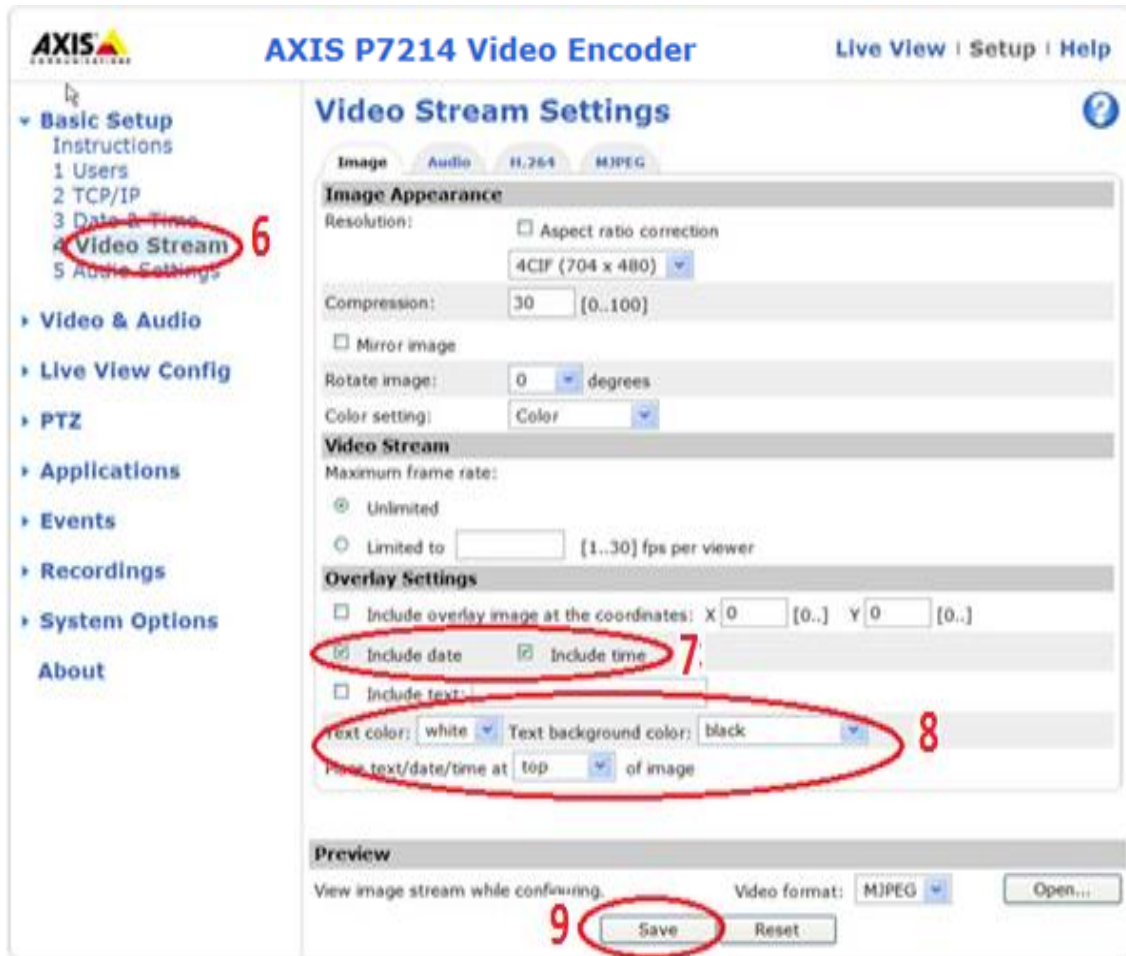 AXIS
COMMUNICATIONS
AXIS P7214 Video Encoder
Live View | Setup | Help
Basic Setup
Instructions
1 Users
2 TCP/IP
3 Date & Time
4 Video Stream
6
5 Audio Settings
Video & Audio
Live View Config
PTZ
Applications
Events
Recordings
System Options
About
Video Stream Settings
?
Image Audio H.264 MJPEG
Image Appearance
Resolution: Aspect ratio correction
4CIF (704 x 480)
Compression: 30 [0..100]
Mirror image
Rotate image: 0 degrees
Color setting: Color
Video Stream
Maximum frame rate:
Unlimited
Limited to [1..30] fps per viewer
Overlay Settings
Include overlay image at the coordinates: X 0 [0..] Y 0 [0..]
Include date Include time 7
Include text:
Text color: white Text background color: black
8
Place text/date/time at top of image
Preview
View image stream while configuring. Video format: MJPEG Open...
9 Save Reset